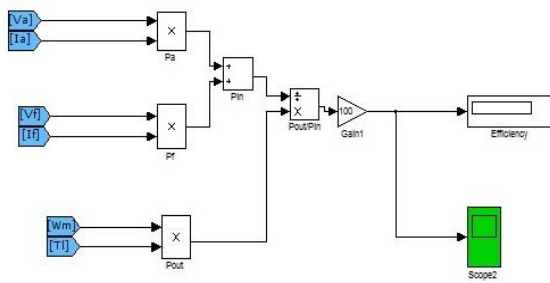 [Va]
[Ia]
×
Pa
+
+
Pin
[Vf]
[If]
×
Pf
÷
×
Pout/Pin
100
Gain1
Efficiency
[Wm]
[Tl]
×
Pout
Scope2